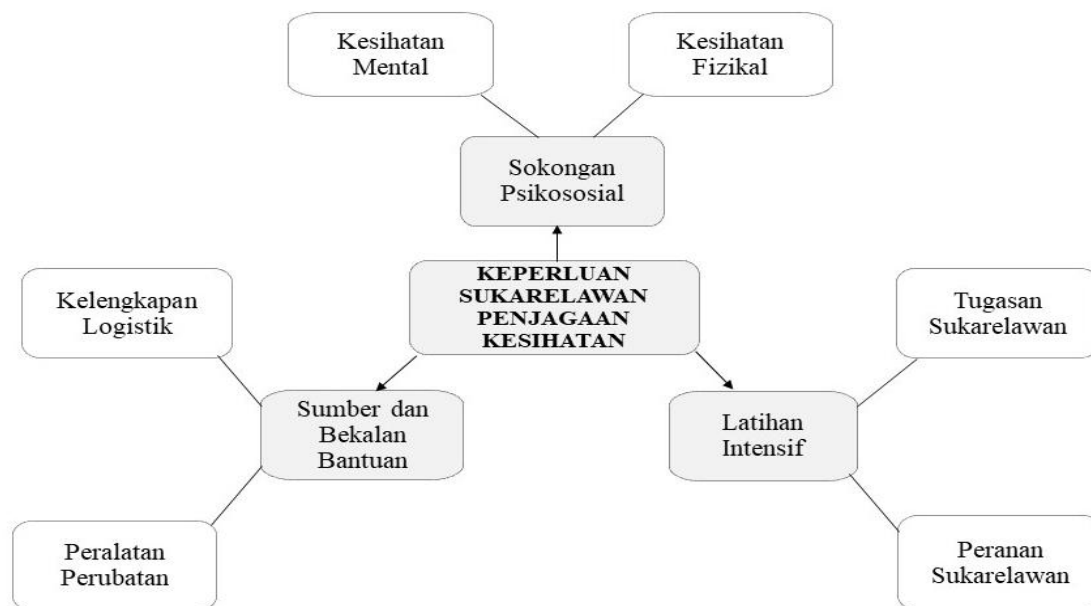 Kesihatan
Mental
Kesihatan
Fizikal
Sokongan
Psikososial
KEPERLUAN
SUKARELAWAN
PENJAGAAN
KESIHATAN
Kelengkapan
Logistik
Tugasan
Sukarelawan
Sumber dan
Bekalan
Bantuan
Latihan
Intensif
Peralatan
Perubatan
Peranan
Sukarelawan